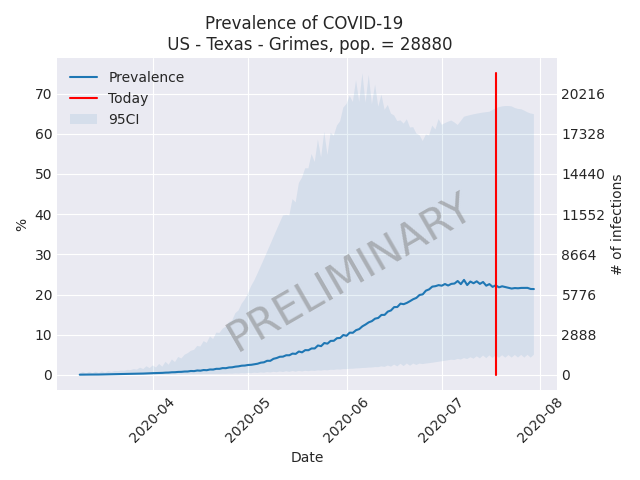 Prevalence of COVID-19
US - Texas - Grimes, pop. = 28880
Prevalence
Today
95CI
70
60
50
40
30
20
10
0
%
20216
17328
14440
11552
8664
5776
2888
0
# of infections
PRELIMINARY
2020-04
2020-05
2020-06
2020-07
2020-08
Date